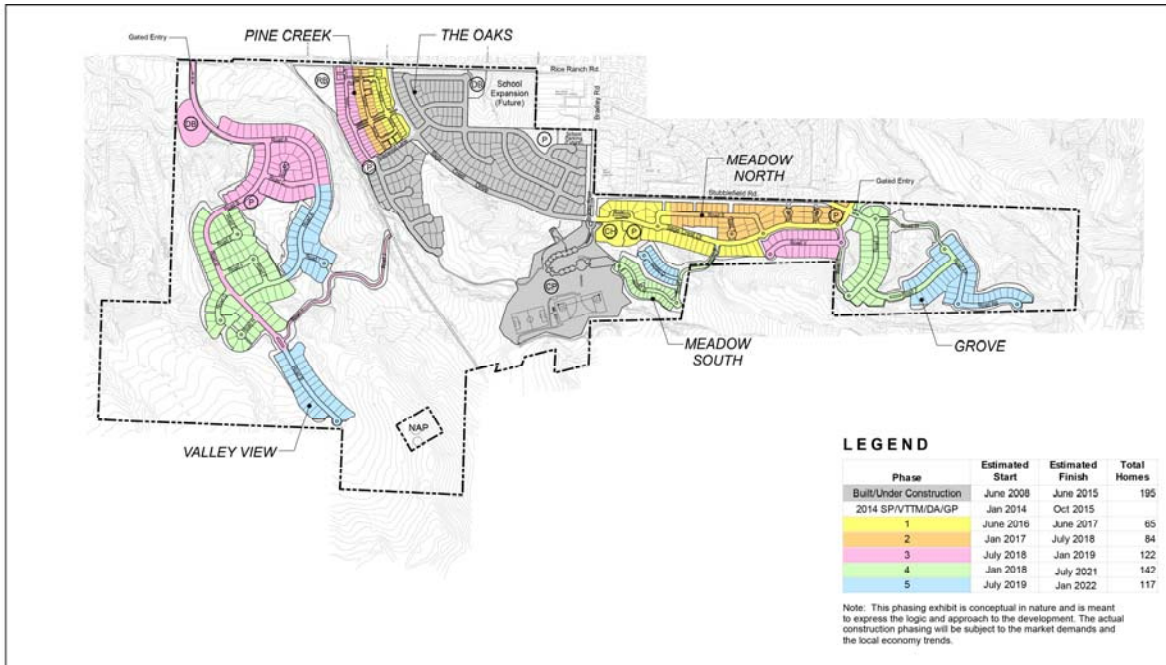 Gated Entry
PINE CREEK
THE OAKS
Rice Ranch Rd.
Bradley Rd.
RB
DB
School
Expansion
(Future)
DB
P
P
P
MEADOW
NORTH
Stubblefield Rd.
Gated Entry
CH
P
P
CP
MEADOW
SOUTH
GROVE
VALLEY VIEW
NAP
LEGEND
Phase Estimated Start Estimated Finish Total Homes
Built/Under Construction June 2008 June 2015 195
2014 SP/VTTM/DA/GP Jan 2014 Oct 2015
1 June 2016 June 2017 65
2 Jan 2017 July 2018 84
3 July 2018 Jan 2019 122
4 Jan 2018 July 2021 142
5 July 2019 Jan 2022 117
Note: This phasing exhibit is conceptual in nature and is meant
to express the logic and approach to the development. The actual
construction phasing will be subject to the market demands and
the local economy trends.